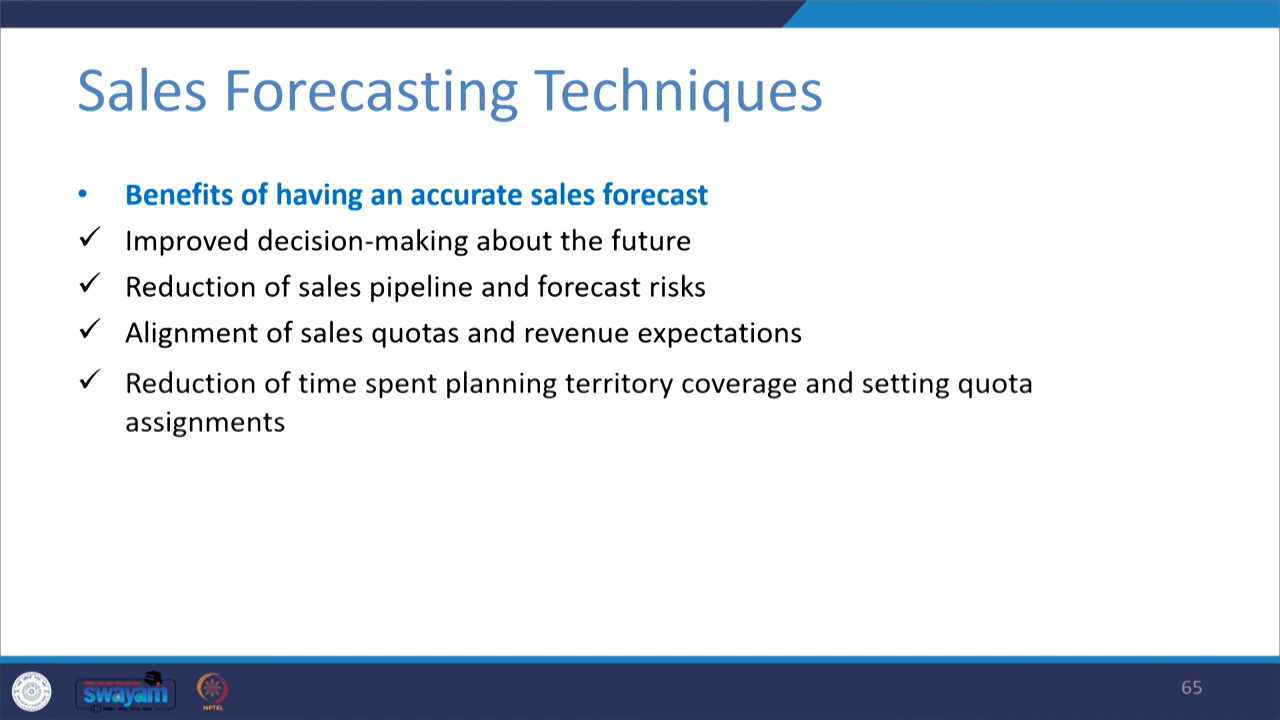 Sales Forecasting Techniques
• Benefits of having an accurate sales forecast
✓ Improved decision-making about the future
✓ Reduction of sales pipeline and forecast risks
✓ Alignment of sales quotas and revenue expectations
✓ Reduction of time spent planning territory coverage and setting quota
assignments
swayam
NPTEL
65